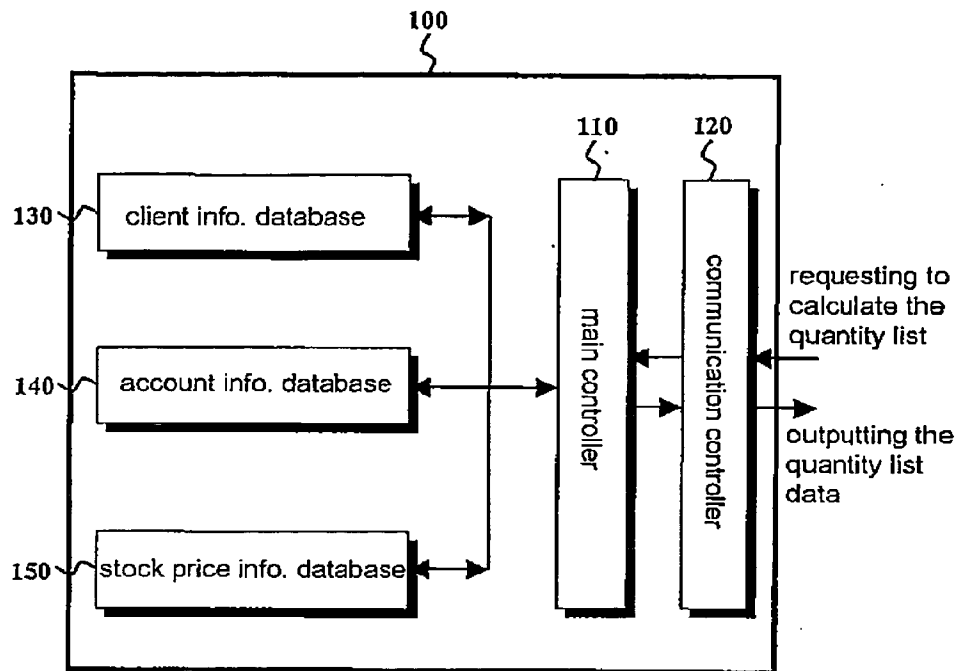 100
110
120
130
client info. database
140
account info. database
150
stock price info. database
main controller
communication controller
requesting to
calculate the
quantity list
outputting the
quantity list
data